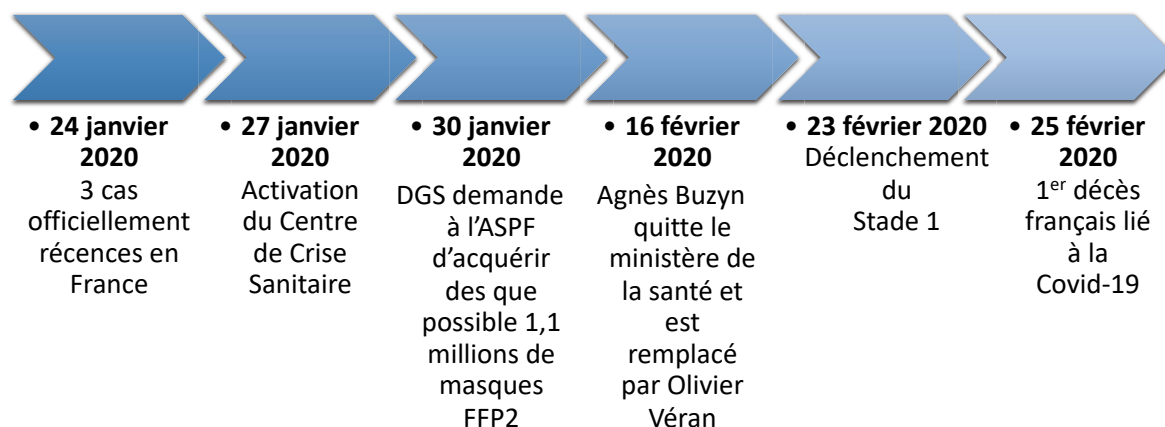 • 24 janvier
2020
3 cas
officiellement
récences en
France
• 27 janvier
2020
Activation
du Centre
de Crise
Sanitaire
• 30 janvier
2020
DGS demande
à l’ASPF
d’acquérir
des que
possible 1,1
millions de
masques
FFP2
• 16 février
2020
Agnès Buzyn
quitte le
ministère de
la santé et
est
remplacé
par Olivier
Véran
• 23 février 2020
Déclenchement
du
Stade 1
• 25 février
2020
1er décès
français lié
à la
Covid-19